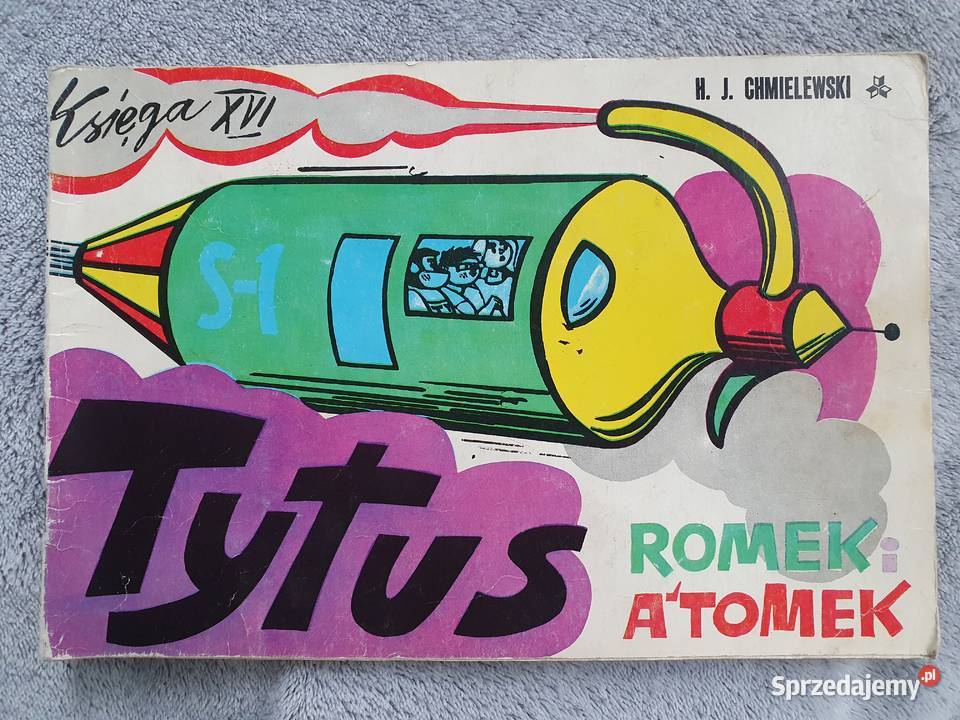 Księga XVI
H. J. CHMIELEWSKI
S-1
Tytus
ROMEK i
A'TOMEK
Sprzedajemy.pl